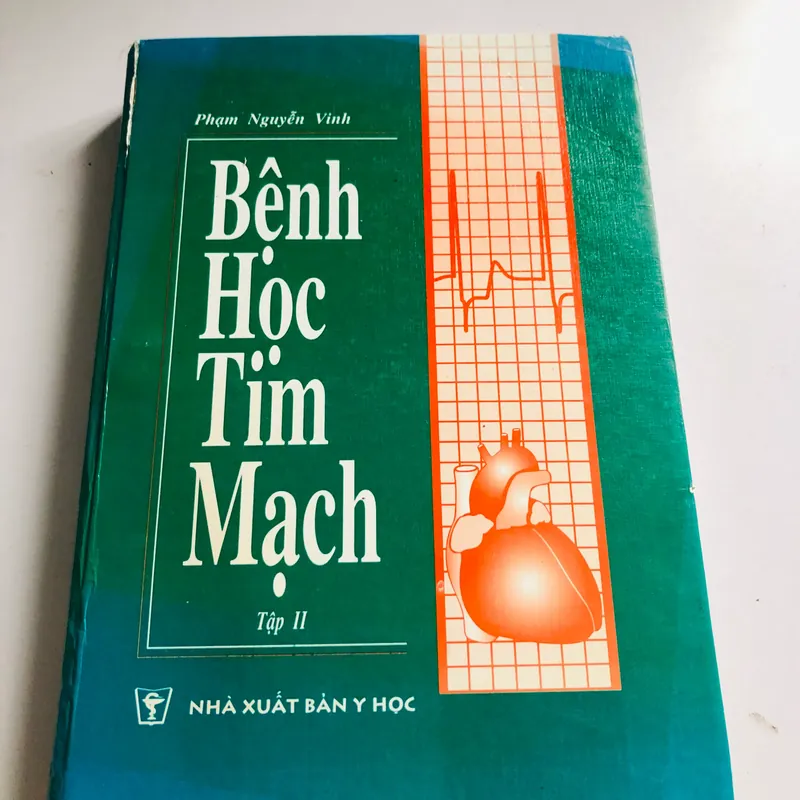 Phạm Nguyễn Vinh
Bệnh
Học
Tim
Mạch
Tập II
NHÀ XUẤT BẢN Y HỌC